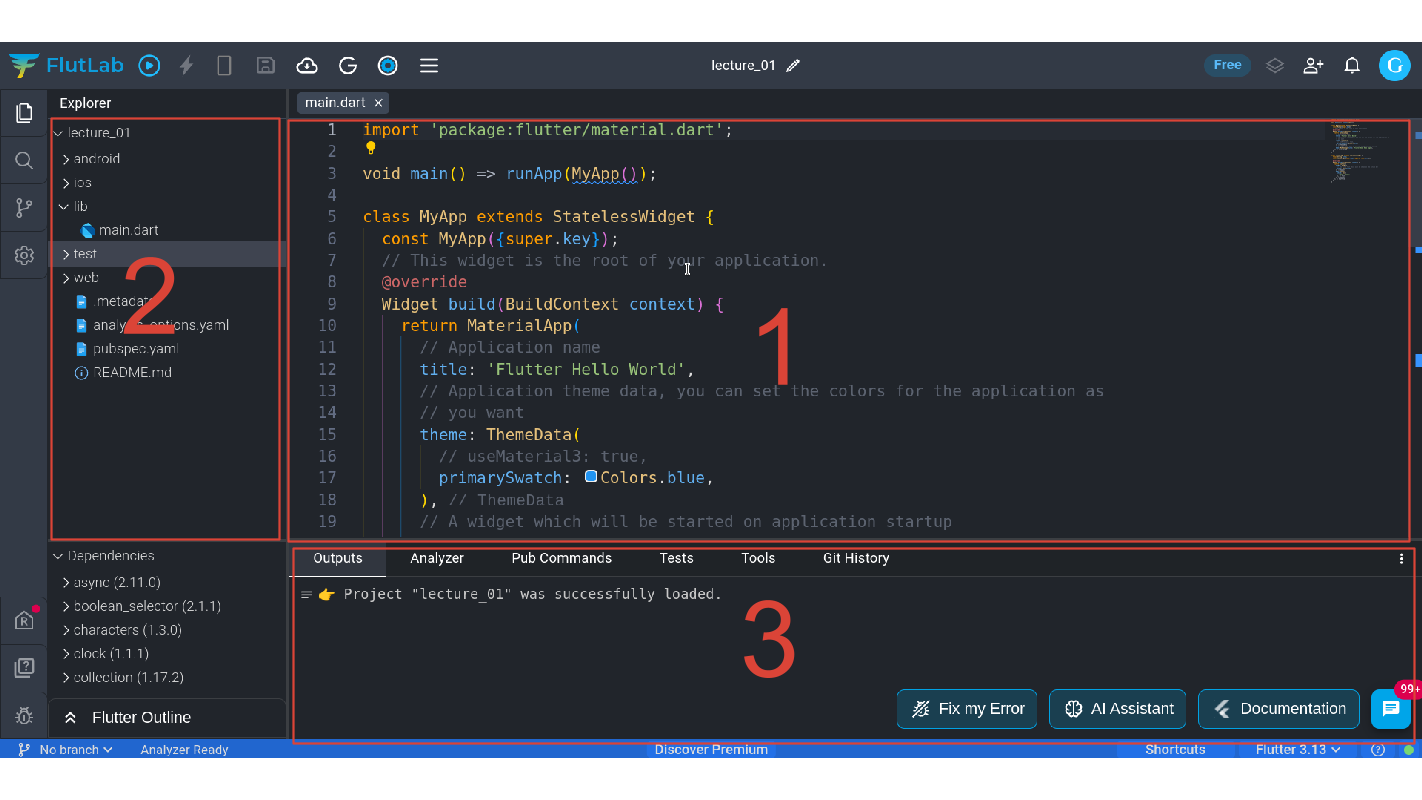 FlutLab
lecture_01
Free
G
Explorer
main.dart
lecture_01
android
ios
lib
main.dart
test
web
analysis_options.yaml
pubspec.yaml
README.md
2
1 import 'package:flutter/material.dart';
2
3 void main() => runApp(MyApp());
4
5 class MyApp extends StatelessWidget {
6 const MyApp({super.key});
7 // This widget is the root of your application.
8 @override
9 Widget build(BuildContext context) {
10 return MaterialApp(
11 // Application name
12 title: 'Flutter Hello World',
13 // Application theme data, you can set the colors for the application as
14 // you want
15 theme: ThemeData(
16 // useMaterial3: true,
17 primarySwatch: Colors.blue,
18 ), // ThemeData
19 // A widget which will be started on application startup
1
Dependencies
async (2.11.0)
boolean_selector (2.1.1)
characters (1.3.0)
clock (1.1.1)
collection (1.17.2)
Flutter Outline
Outputs Analyzer Pub Commands Tests Tools Git History
👉 Project "lecture_01" was successfully loaded.
3
Fix my Error AI Assistant Documentation
99+
No branch Analyzer Ready Discover Premium Shortcuts Flutter 3.13